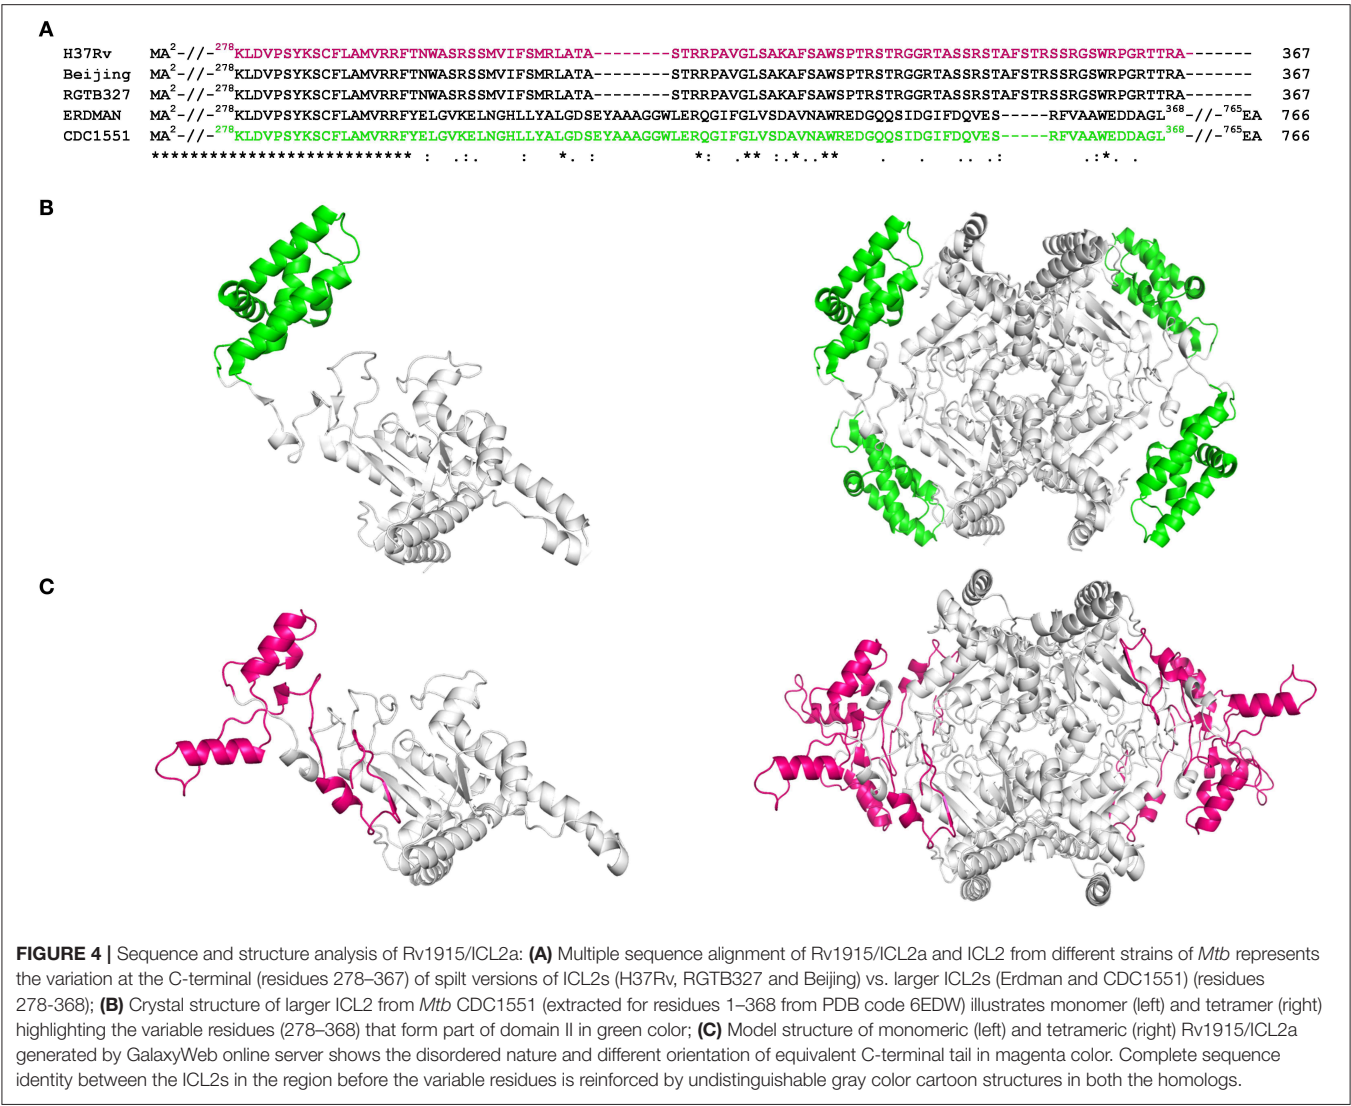 A
H37Rv MA2-//-278KLDVPSYKSCFLAMVRRFTNWASRSSMVIFSMRLATA--------STRRPAVGLSAKAFSAWSPTRSTRGGRTASSRSTAFSTRSSRGSWRPGRTTRA------- 367
Beijing MA2-//-278KLDVPSYKSCFLAMVRRFTNWASRSSMVIFSMRLATA--------STRRPAVGLSAKAFSAWSPTRSTRGGRTASSRSTAFSTRSSRGSWRPGRTTRA------- 367
RGTB327 MA2-//-278KLDVPSYKSCFLAMVRRFTNWASRSSMVIFSMRLATA--------STRRPAVGLSAKAFSAWSPTRSTRGGRTASSRSTAFSTRSSRGSWRPGRTTRA------- 367
ERDMAN MA2-//-278KLDVPSYKSCFLAMVRRFYELGVKELNGHLLYALGDSEYAAAGGWLERQGIFGLVSDAVNAWREDGQQSIDGIFDQVES-----RFVAAWEDDAGL368-//-765EA 766
CDC1551 MA2-//-278KLDVPSYKSCFLAMVRRFYELGVKELNGHLLYALGDSEYAAAGGWLERQGIFGLVSDAVNAWREDGQQSIDGIFDQVES-----RFVAAWEDDAGL368-//-765EA 766
************************** : .:. : *. : *: .** :.*.** . . .. .: .:*. .
B
C
FIGURE 4 | Sequence and structure analysis of Rv1915/ICL2a: (A) Multiple sequence alignment of Rv1915/ICL2a and ICL2 from different strains of Mtb represents
the variation at the C-terminal (residues 278–367) of spilt versions of ICL2s (H37Rv, RGTB327 and Beijing) vs. larger ICL2s (Erdman and CDC1551) (residues
278-368); (B) Crystal structure of larger ICL2 from Mtb CDC1551 (extracted for residues 1–368 from PDB code 6EDW) illustrates monomer (left) and tetramer (right)
highlighting the variable residues (278–368) that form part of domain II in green color; (C) Model structure of monomeric (left) and tetrameric (right) Rv1915/ICL2a
generated by GalaxyWeb online server shows the disordered nature and different orientation of equivalent C-terminal tail in magenta color. Complete sequence
identity between the ICL2s in the region before the variable residues is reinforced by undistinguishable gray color cartoon structures in both the homologs.